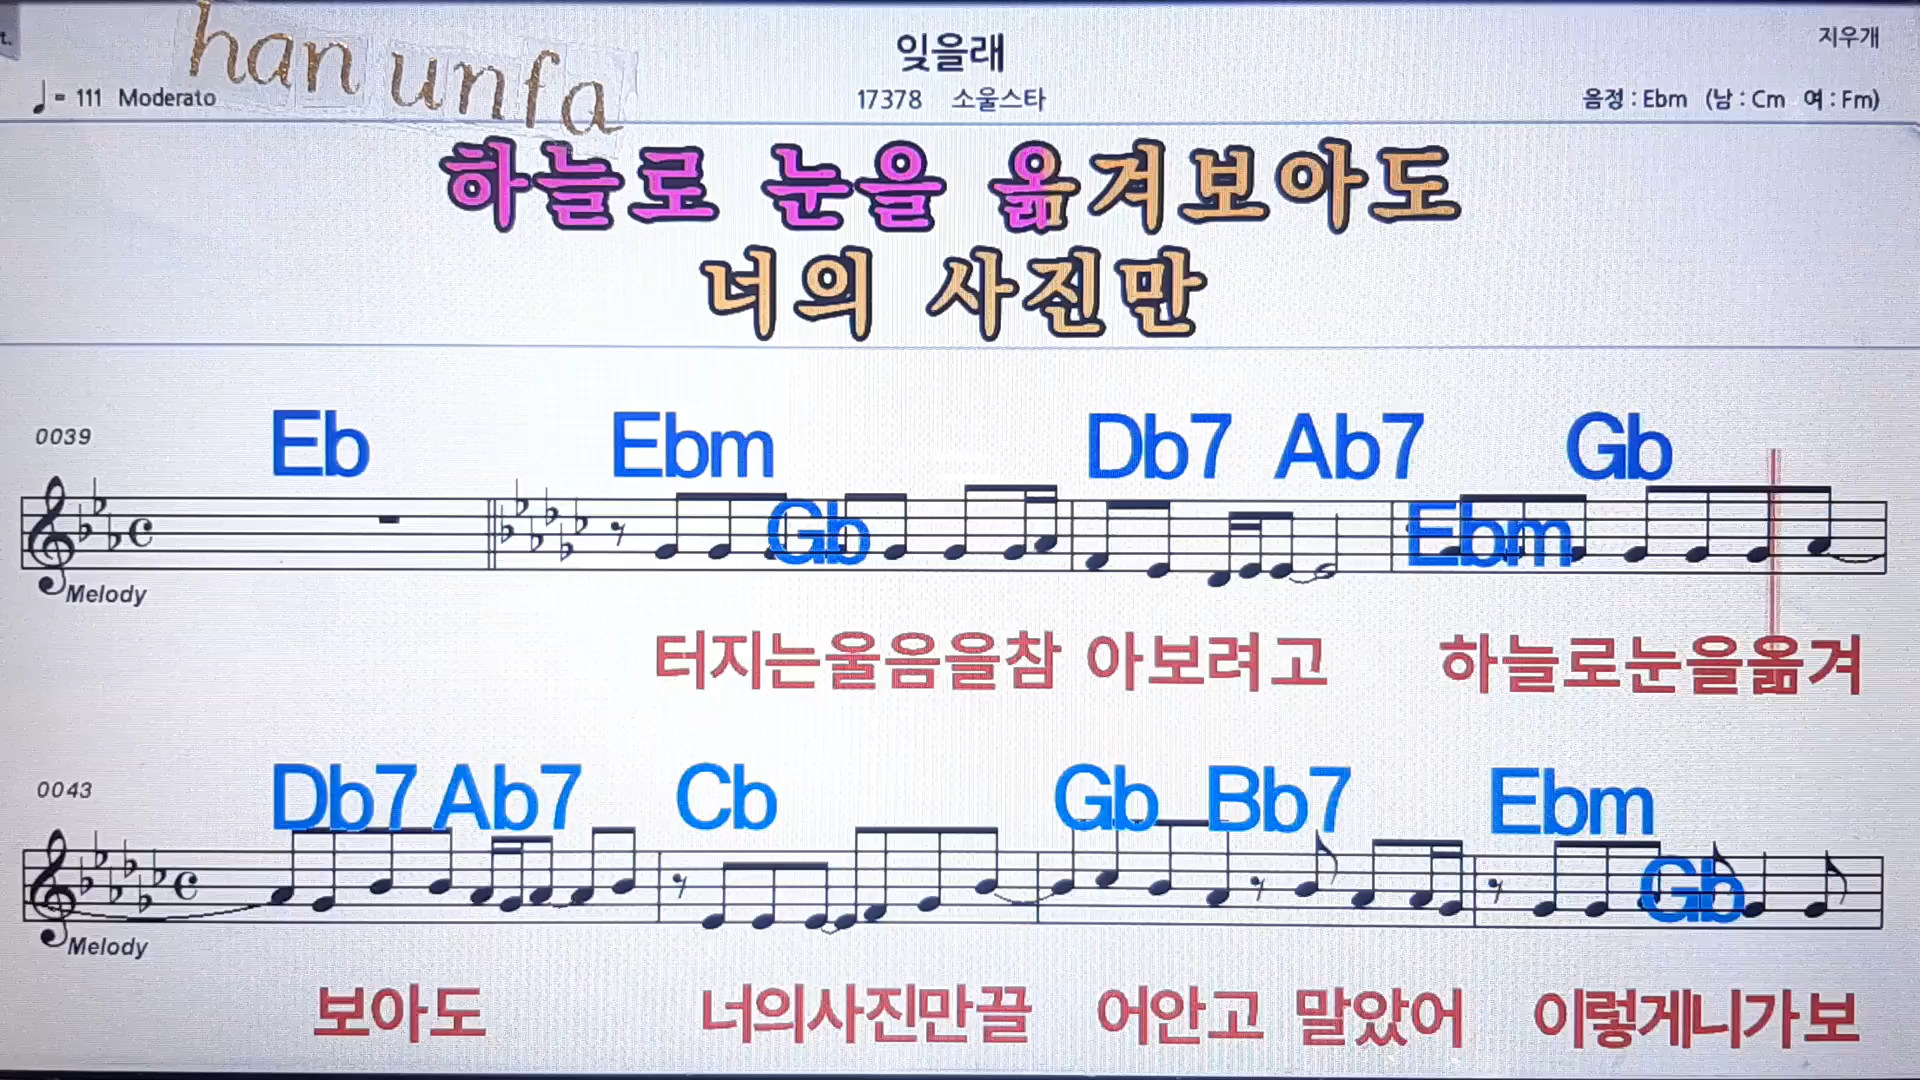 t.
han unfa
잊을래
지우개
♩= 111 Moderato
17378 소울스타
음정 : Ebm (남 : Cm 여 : Fm)
하늘로 눈을 옮겨보아도
너의 사진만
0039
Eb Ebm Gb Db7 Ab7 Ebm Gb
Melody
터지는울음을참 아보려고 하늘로눈을옮겨
0043
Db7 Ab7 Cb Gb Bb7 Ebm Gb
Melody
보아도 너의사진만끌 어안고 말았어 이렇게니가보